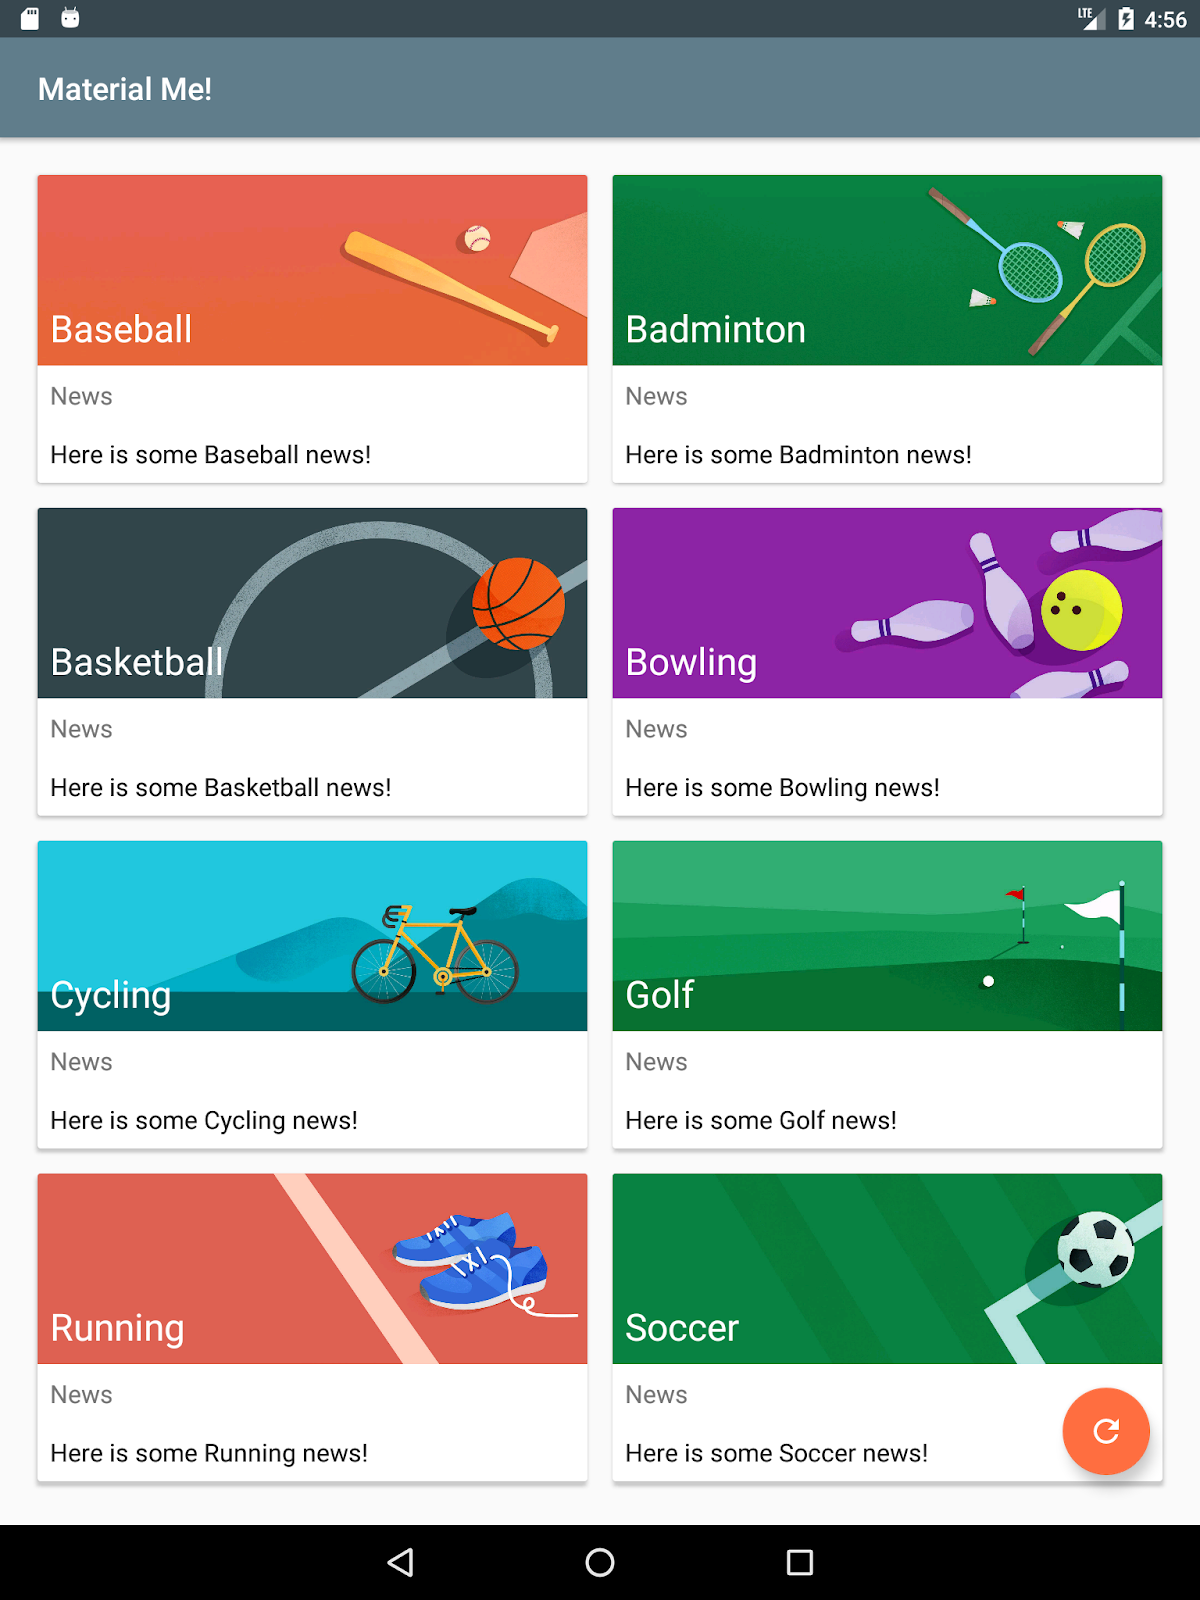 LTE 4:56
Material Me!
Baseball
News
Here is some Baseball news!
Badminton
News
Here is some Badminton news!
Basketball
News
Here is some Basketball news!
Bowling
News
Here is some Bowling news!
Cycling
News
Here is some Cycling news!
Golf
News
Here is some Golf news!
Running
News
Here is some Running news!
Soccer
News
Here is some Soccer news!